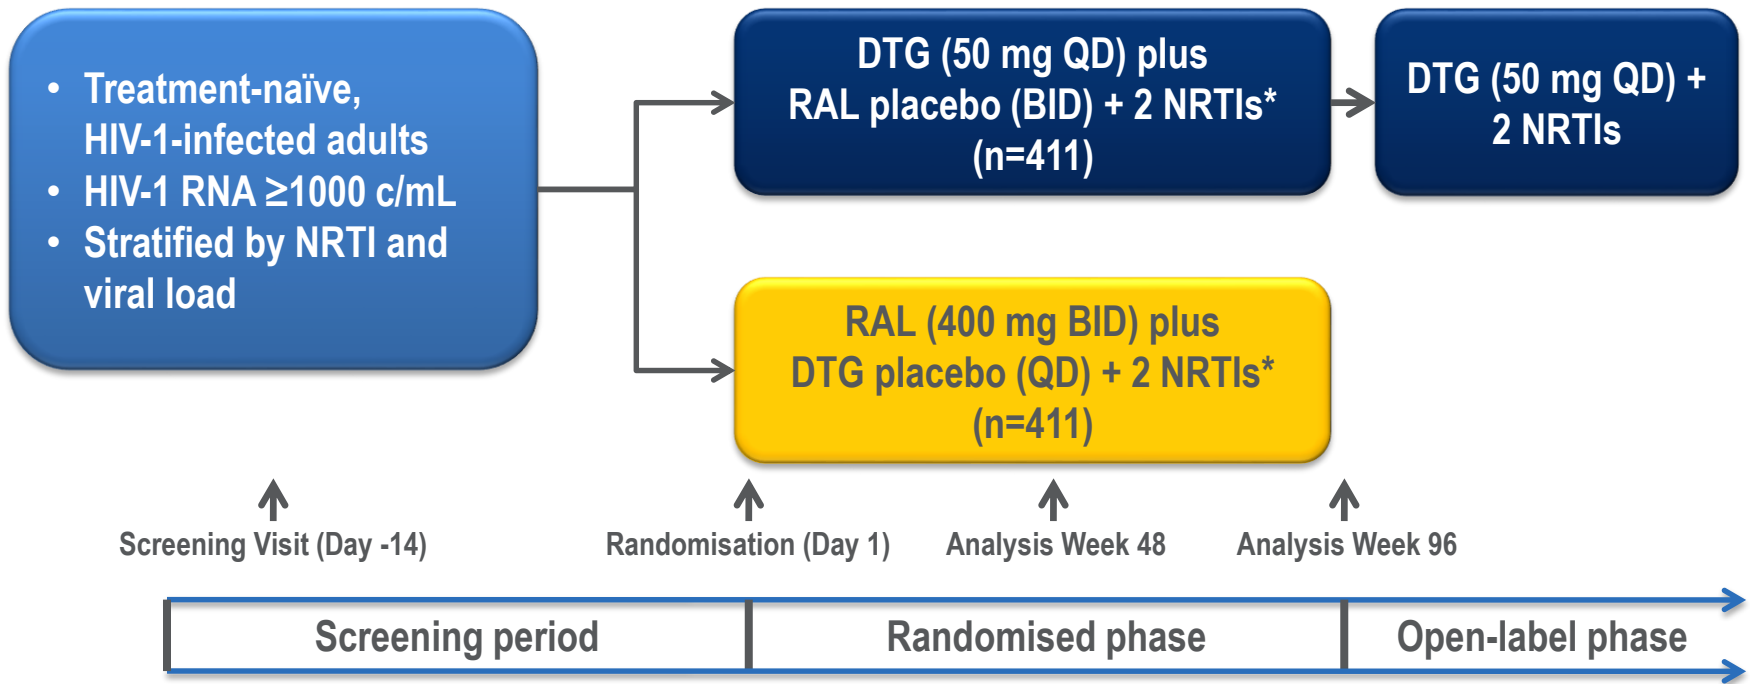 • Treatment-naïve,
HIV-1-infected adults
• HIV-1 RNA ≥1000 c/mL
• Stratified by NRTI and
viral load
DTG (50 mg QD) plus
RAL placebo (BID) + 2 NRTIs*
(n=411)
DTG (50 mg QD) +
2 NRTIs
RAL (400 mg BID) plus
DTG placebo (QD) + 2 NRTIs*
(n=411)
Screening Visit (Day -14)
Randomisation (Day 1)
Analysis Week 48
Analysis Week 96
Screening period
Randomised phase
Open-label phase